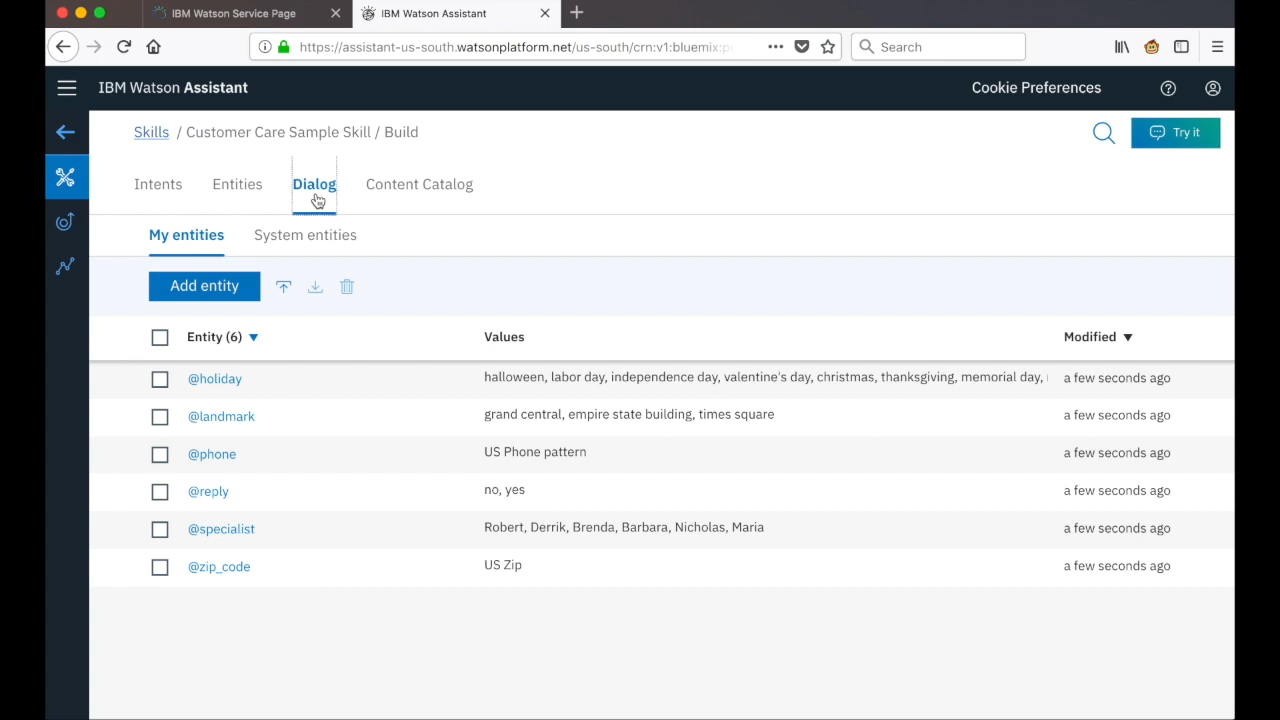 IBM Watson Service Page
IBM Watson Assistant
https://assistant-us-south.watsonplatform.net/us-south/crn:v1:bluemix:p
Search
IBM Watson Assistant
Cookie Preferences
Skills / Customer Care Sample Skill / Build
Try it
Intents Entities Dialog Content Catalog
My entities System entities
Add entity
Entity (6) Values Modified
@holiday halloween, labor day, independence day, valentine's day, christmas, thanksgiving, memorial day, a few seconds ago
@landmark grand central, empire state building, times square a few seconds ago
@phone US Phone pattern a few seconds ago
@reply no, yes a few seconds ago
@specialist Robert, Derrik, Brenda, Barbara, Nicholas, Maria a few seconds ago
@zip_code US Zip a few seconds ago